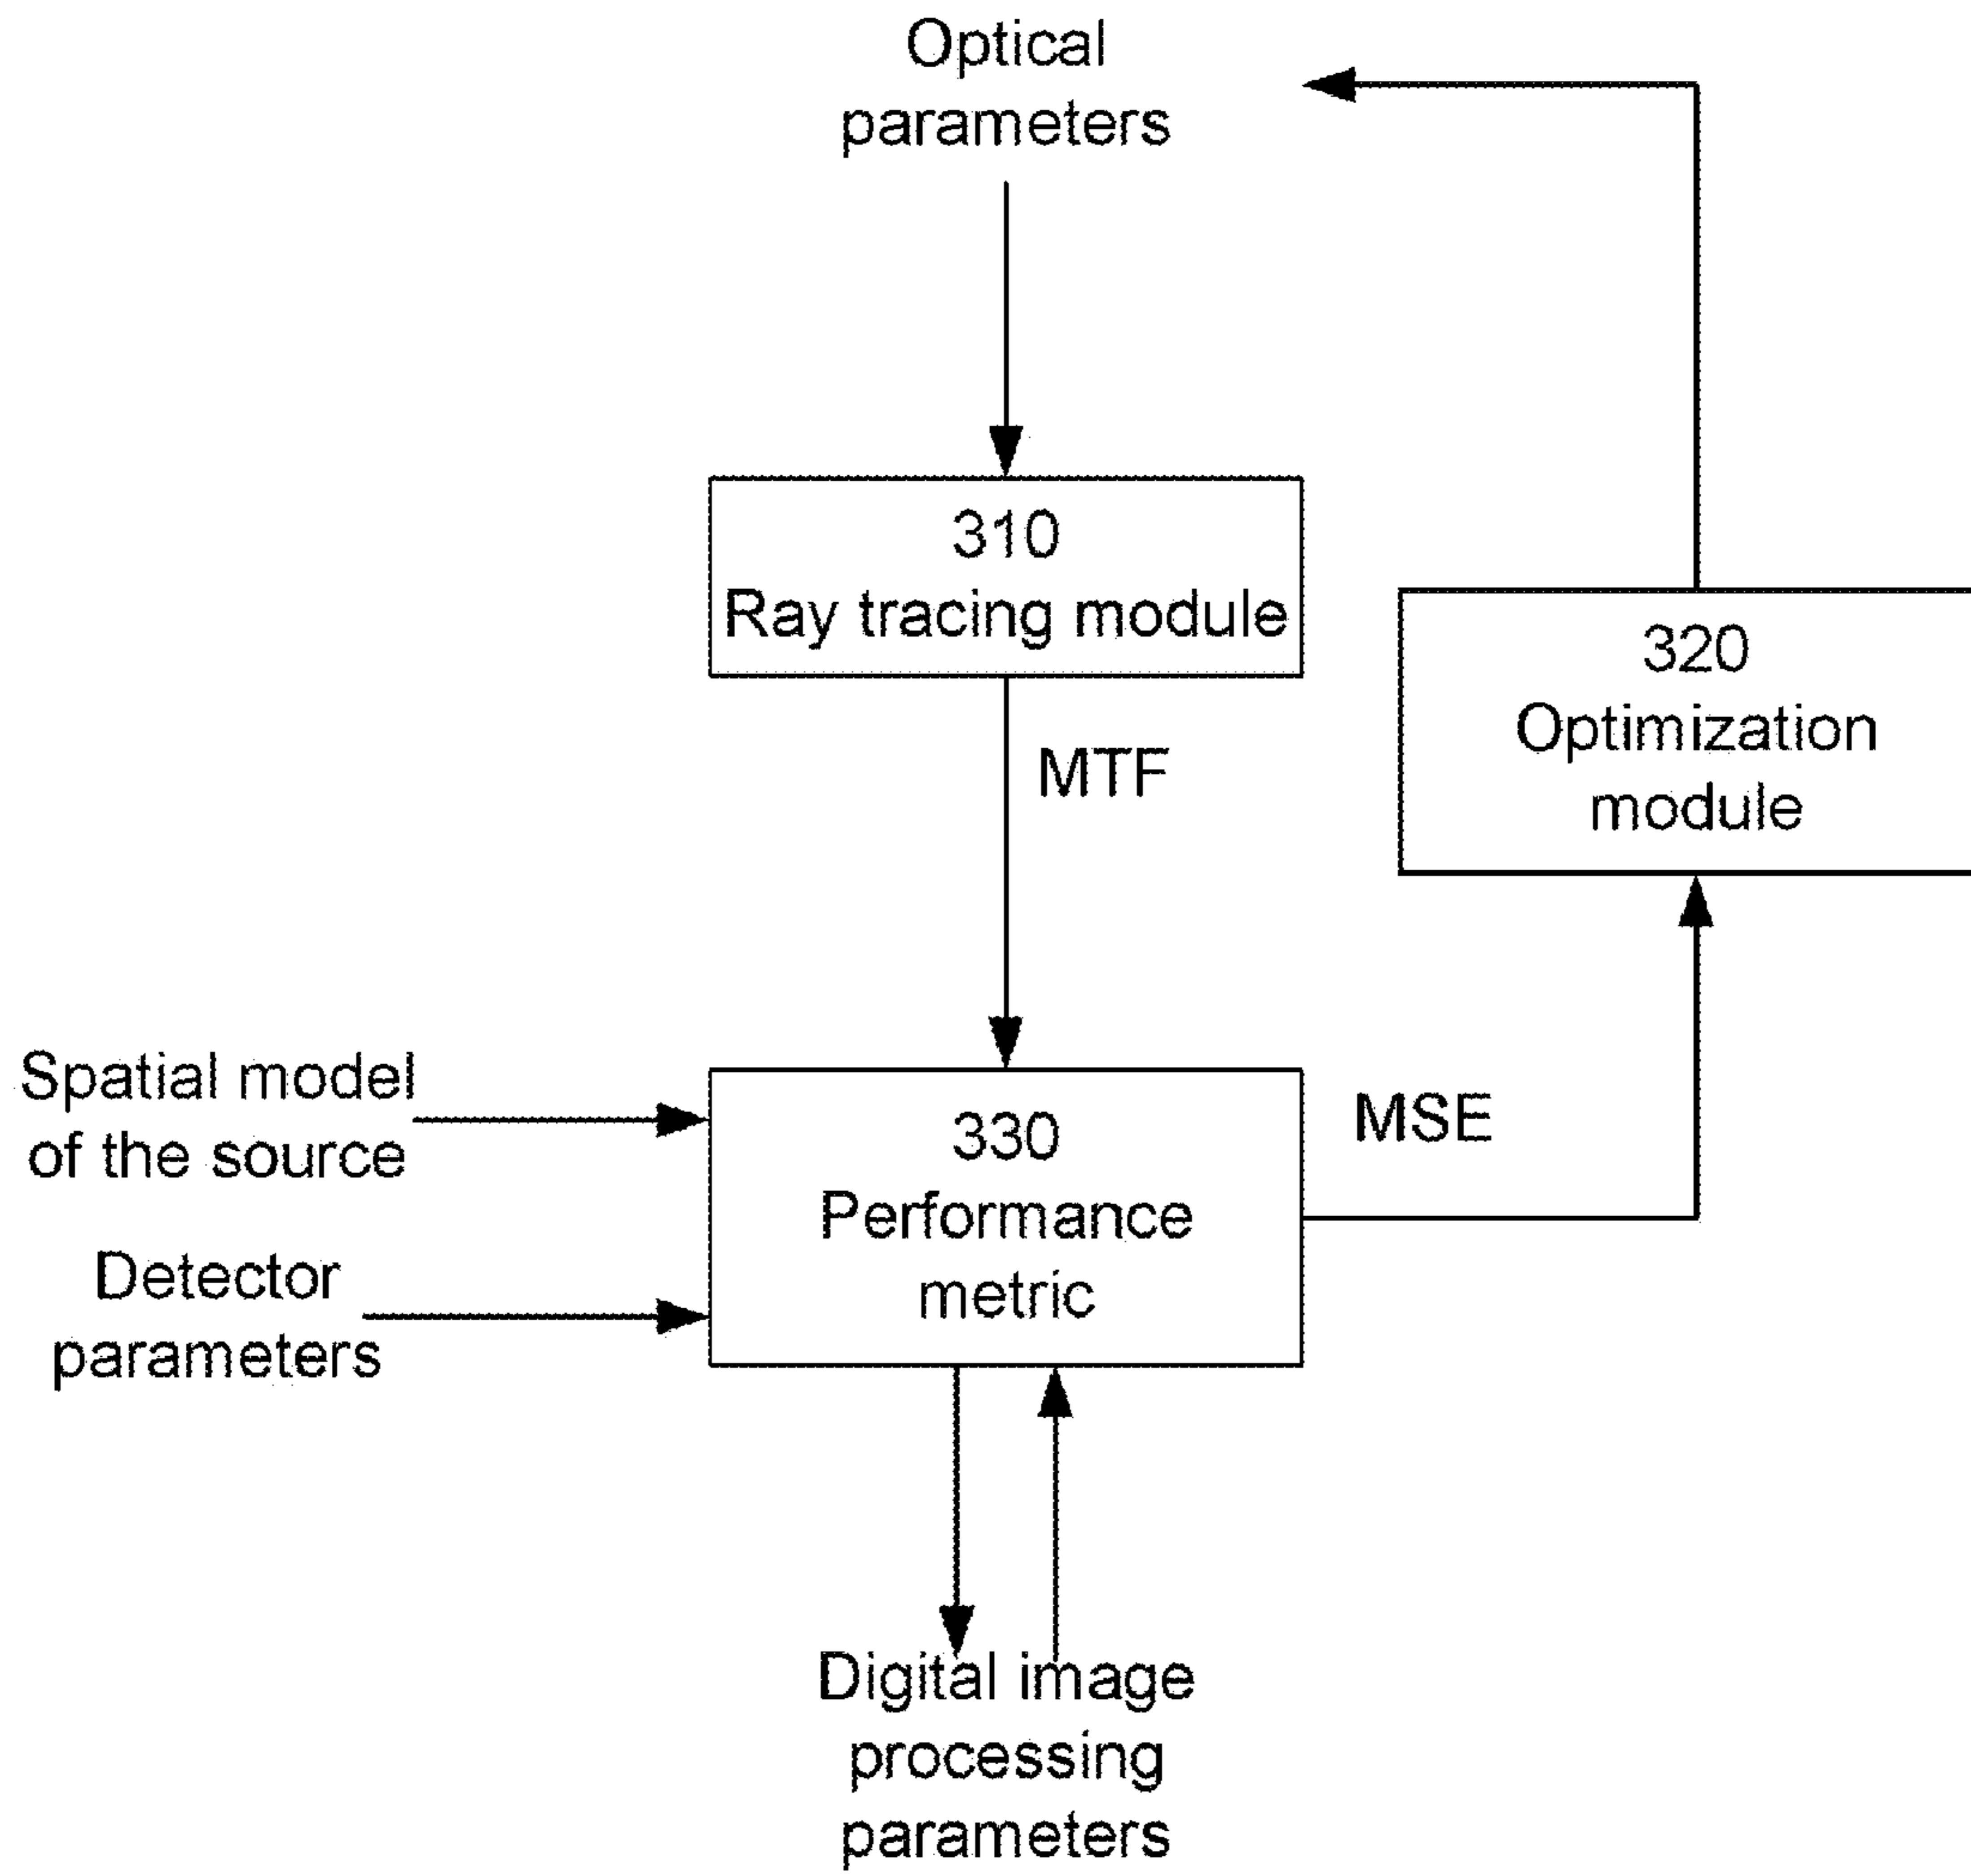 Optical
parameters
310
Ray tracing module
320
Optimization
module
MTF
Spatial model
of the source
330
Performance
metric
MSE
Detector
parameters
Digital image
processing
parameters